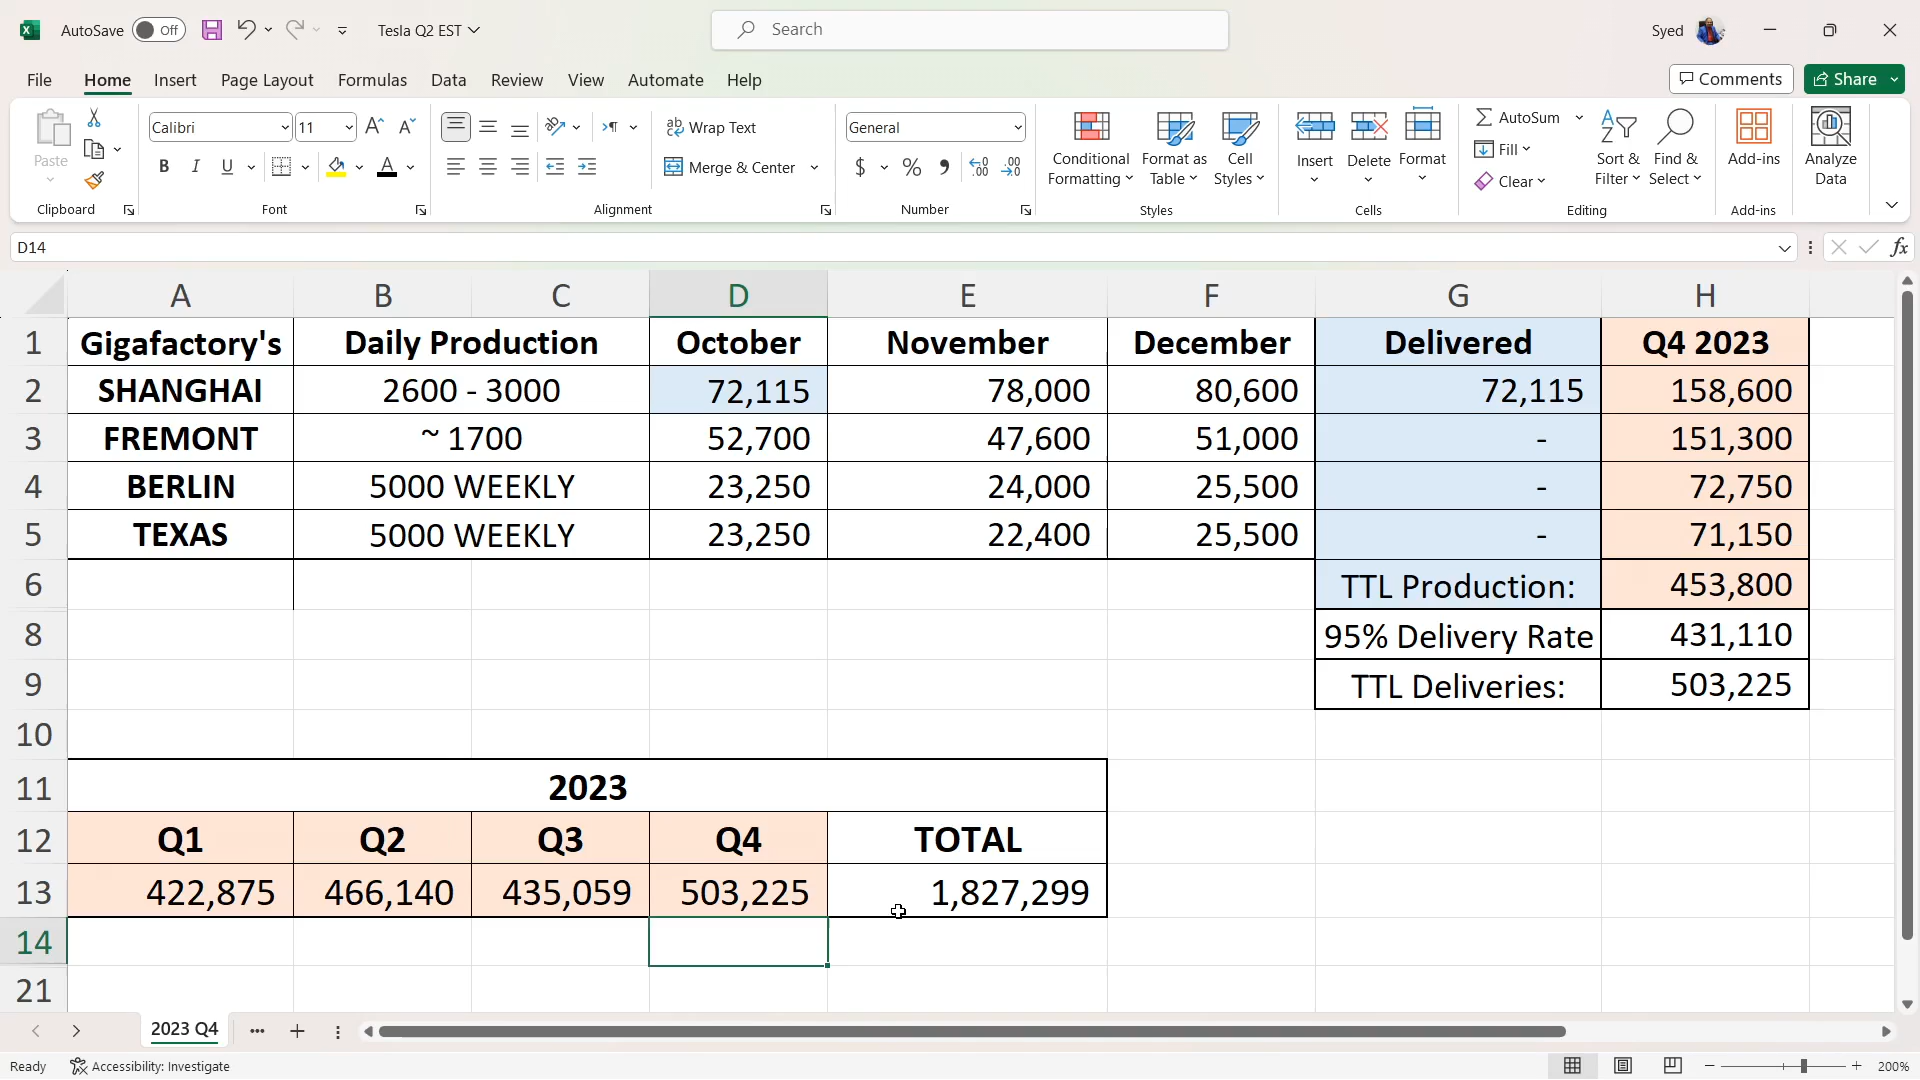 AutoSave Off Tesla Q2 EST Search Syed
File Home Insert Page Layout Formulas Data Review View Automate Help Comments Share
Paste Calibri 11 Wrap Text General Conditional Formatting Format as Table Cell Styles Insert Delete Format AutoSum Sort & Filter Find & Select Add-ins Analyze Data
B I U Merge & Center $ % Fill
Clear
Clipboard Font Alignment Number Styles Cells Editing Add-ins
D14 fx
A B C D E F G H
1 Gigafactory's Daily Production October November December Delivered Q4 2023
2 SHANGHAI 2600 - 3000 72,115 78,000 80,600 72,115 158,600
3 FREMONT ~ 1700 52,700 47,600 51,000 - 151,300
4 BERLIN 5000 WEEKLY 23,250 24,000 25,500 - 72,750
5 TEXAS 5000 WEEKLY 23,250 22,400 25,500 - 71,150
6 TTL Production: 453,800
8 95% Delivery Rate 431,110
9 TTL Deliveries: 503,225
10
11 2023
12 Q1 Q2 Q3 Q4 TOTAL
13 422,875 466,140 435,059 503,225 1,827,299
14
21
2023 Q4
Ready Accessibility: Investigate 200%